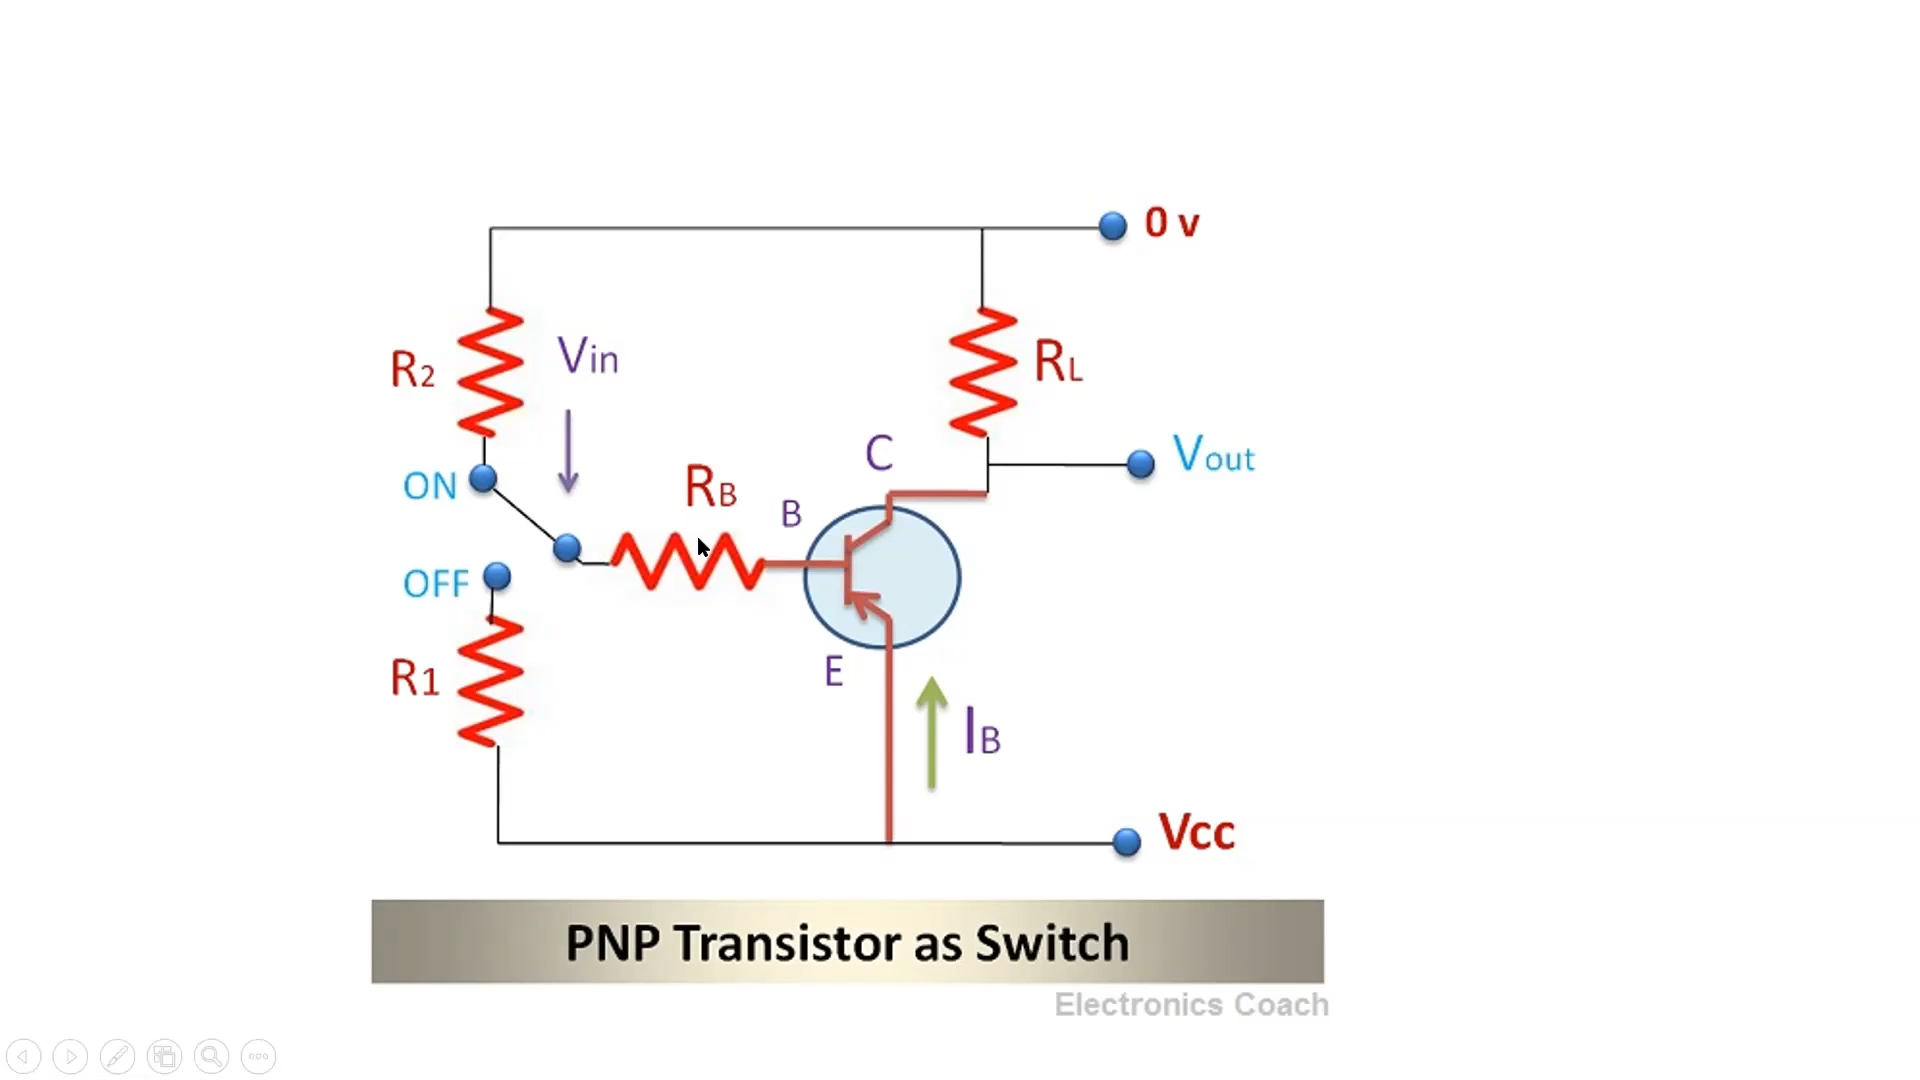 0 v
R2
Vin
RL
C
Vout
ON
RB
B
OFF
E
R1
IB
Vcc
PNP Transistor as Switch
Electronics Coach